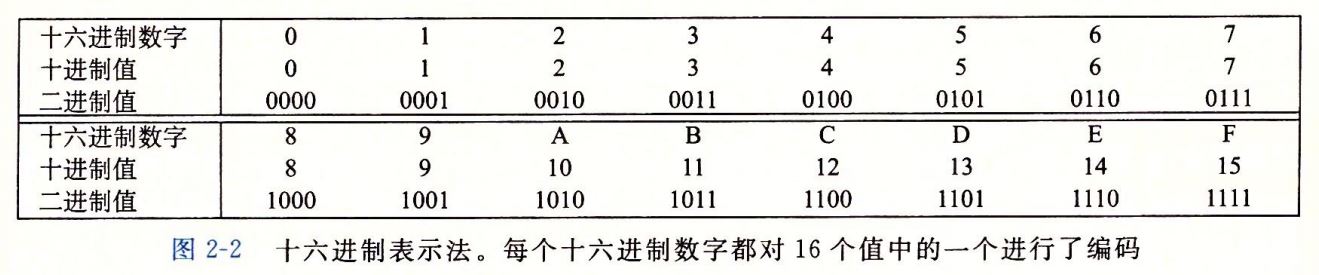 十六进制数字 0 1 2 3 4 5 6 7
十进制值 0 1 2 3 4 5 6 7
二进制值 0000 0001 0010 0011 0100 0101 0110 0111
十六进制数字 8 9 A B C D E F
十进制值 8 9 10 11 12 13 14 15
二进制值 1000 1001 1010 1011 1100 1101 1110 1111
图 2-2 十六进制表示法。每个十六进制数字都对 16 个值中的一个进行了编码